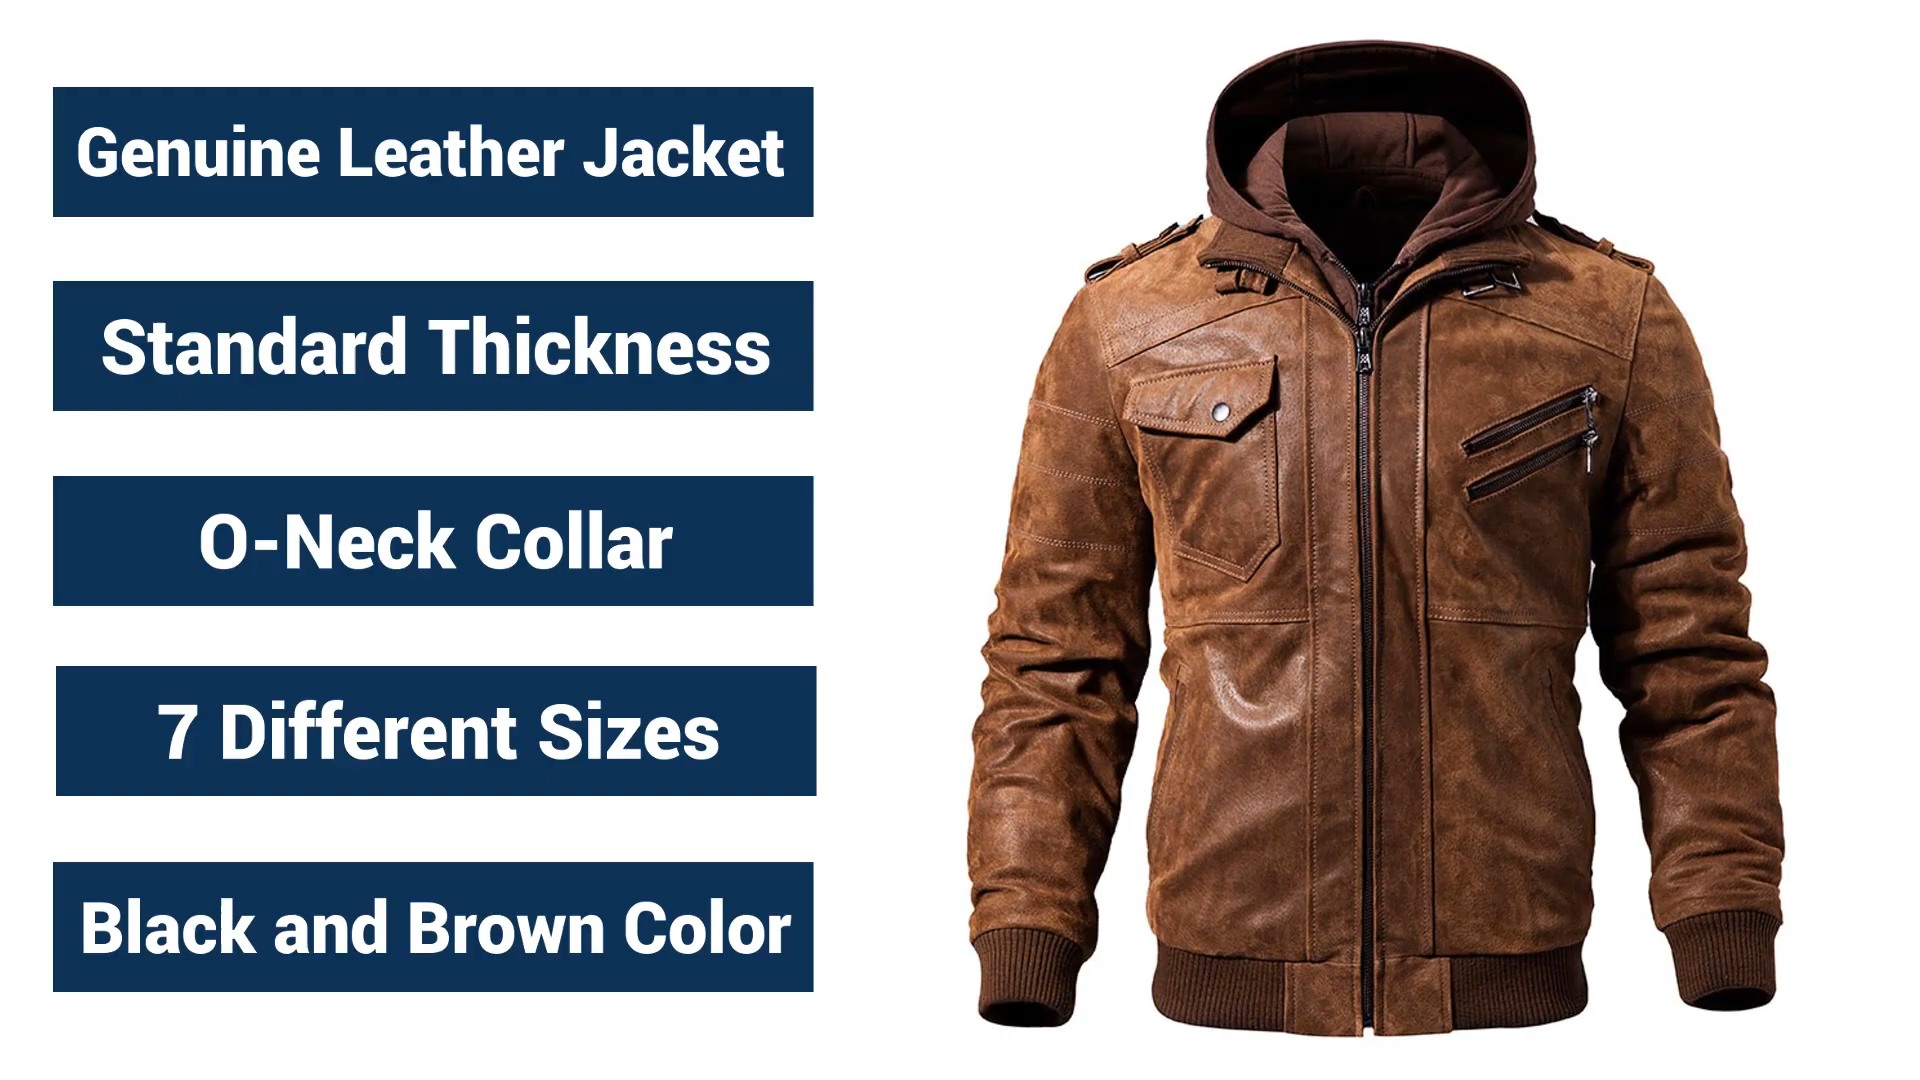 Genuine Leather Jacket
Standard Thickness
O-Neck Collar
7 Different Sizes
Black and Brown Color